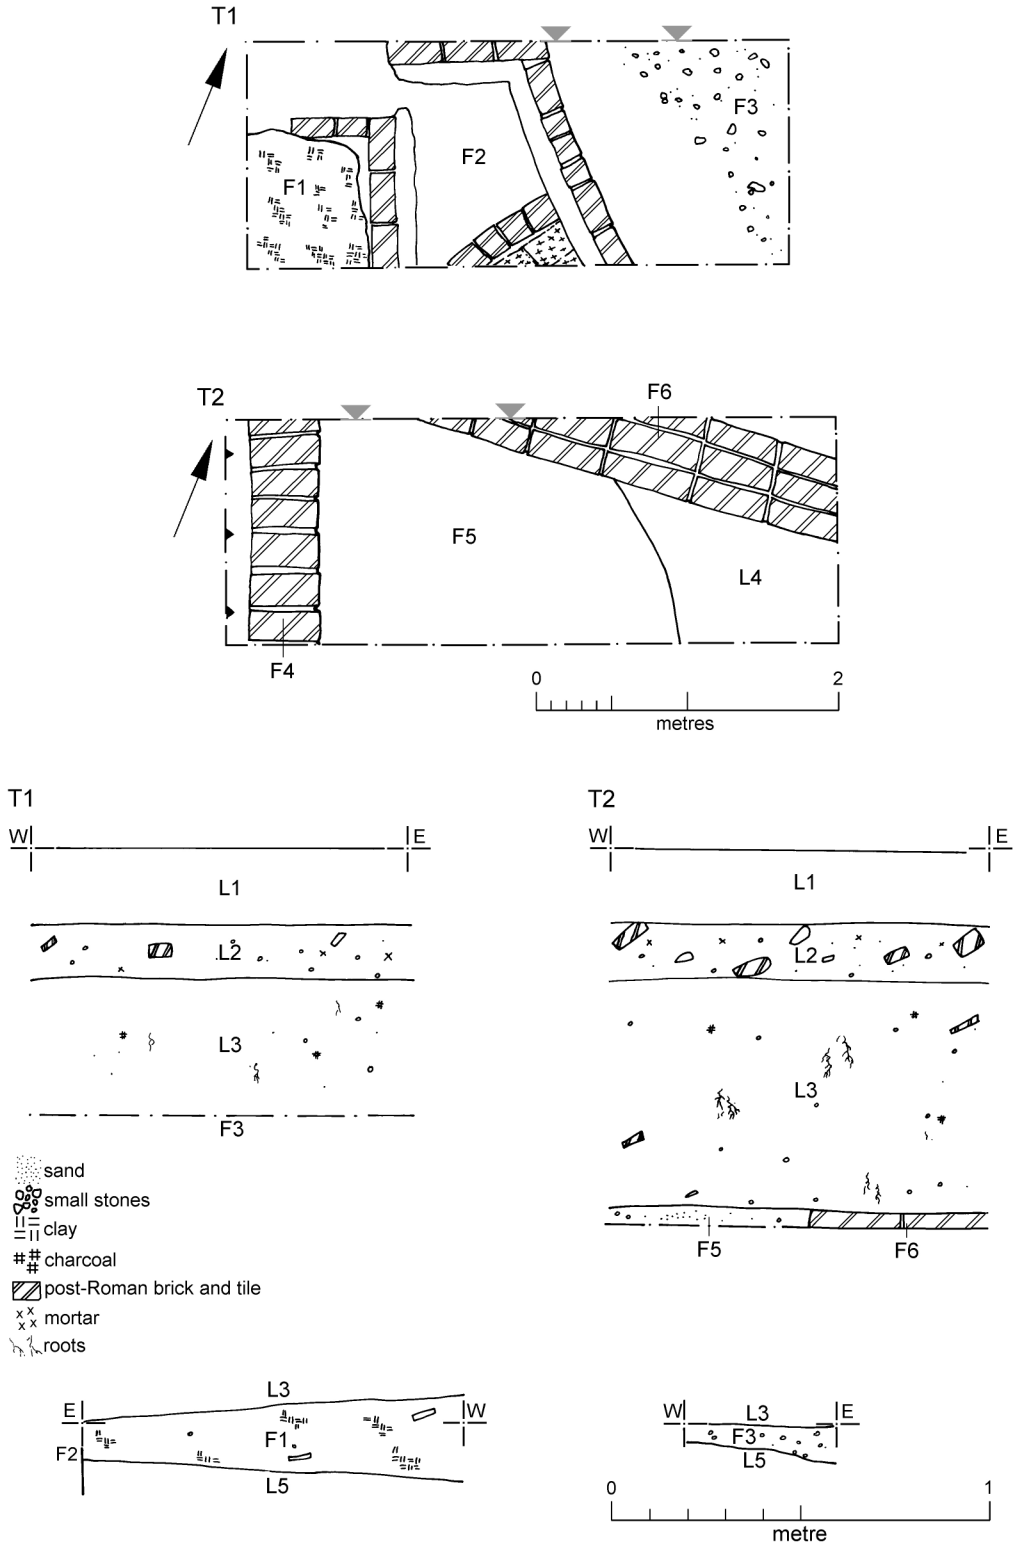 T1
F3
F2
F1
T2
F6
F5
L4
F4
0 2
metres
T1 T2
W E W E
L1 L1
L2 L2
L3 L3
F3
F5 F6
sand
small stones
clay
charcoal
post-Roman brick and tile
mortar
roots
L3 L3
E W W E
F2 F1 F3
L5 L5
0 1
metre